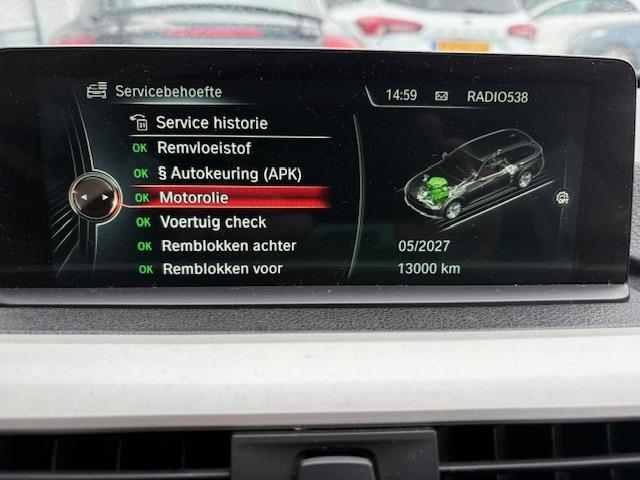 Servicebehoefte
14:59 RADIO538
Service historie
OK Remvloeistof
OK § Autokeuring (APK)
OK Motorolie
OK Voertuig check
OK Remblokken achter
OK Remblokken voor
05/2027
13000 km